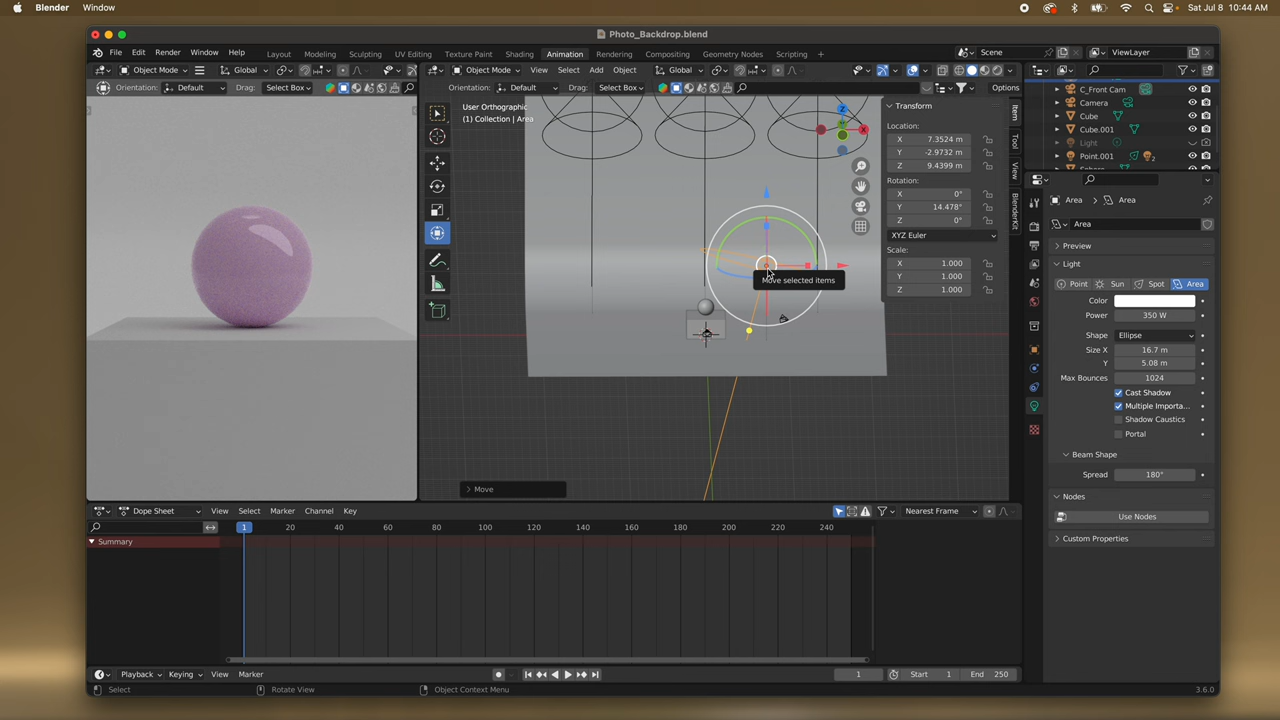 Blender Window Sat Jul 8 10:44 AM
Photo_Backdrop.blend
File Edit Render Window Help Layout Modeling Sculpting UV Editing Texture Paint Shading Animation Rendering Compositing Geometry Nodes Scripting + Scene ViewLayer
Object Mode Global Object Mode View Select Add Object Global
Orientation: Default Drag: Select Box Orientation: Default Drag: Select Box Options
User Orthographic
(1) Collection | Area
Z
X
Transform
Location:
X 7.3524 m
Y -2.9732 m
Z 9.4399 m
Rotation:
X 0°
Y 14.478°
Z 0°
XYZ Euler
Scale:
X 1.000
Y 1.000
Z 1.000
Item
Tool
View
BlenderKit
Move selected items
Move
C_Front Cam
Camera
Cube
Cube.001
Light
Point.001 2
Area Area
Area
Preview
Light
Point Sun Spot Area
Color
Power 350 W
Shape Ellipse
Size X 16.7 m
Y 5.08 m
Max Bounces 1024
Cast Shadow
Multiple Importa...
Shadow Caustics
Portal
Beam Shape
Spread 180°
Nodes
Use Nodes
Custom Properties
Dope Sheet View Select Marker Channel Key Nearest Frame
1 20 40 60 80 100 120 140 160 180 200 220 240
Summary
Playback Keying View Marker 1 Start 1 End 250
Select Rotate View Object Context Menu 3.6.0